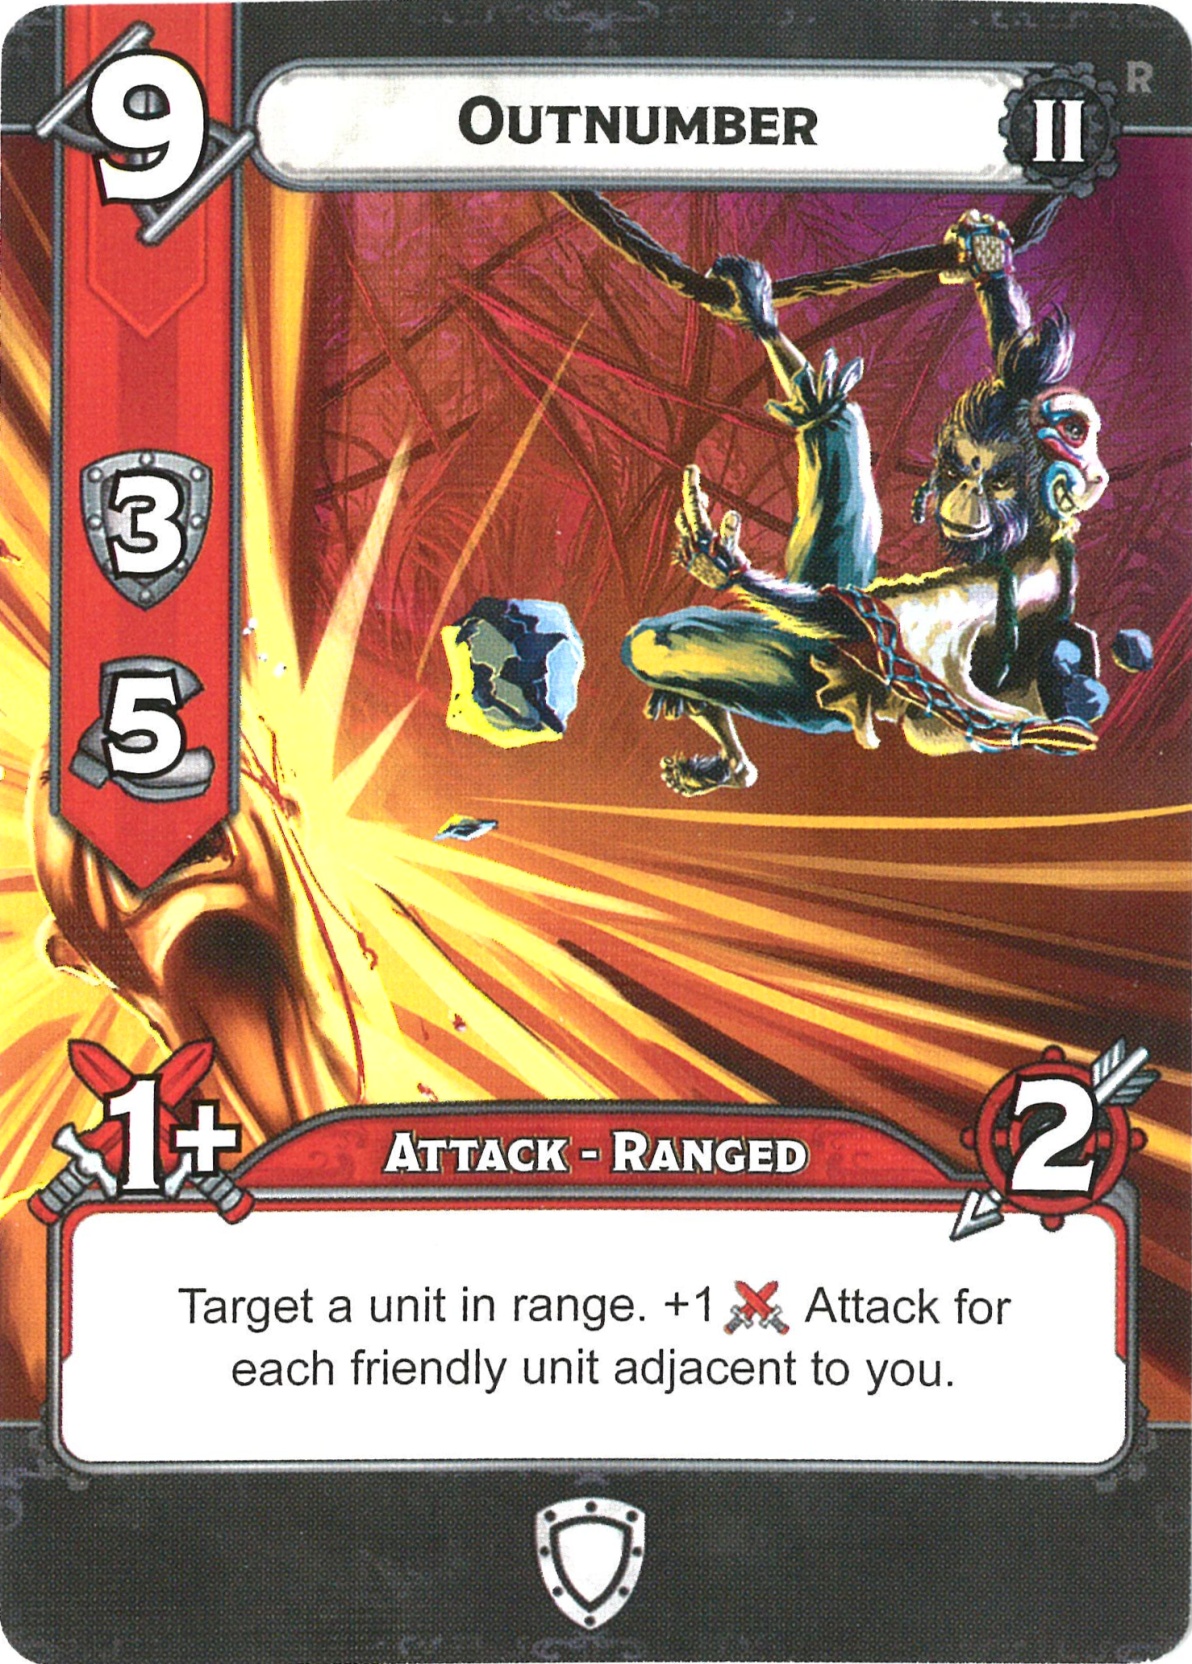 9
OUTNUMBER
II
R
3
5
1+
ATTACK - RANGED
2
Target a unit in range. +1 Attack for
each friendly unit adjacent to you.